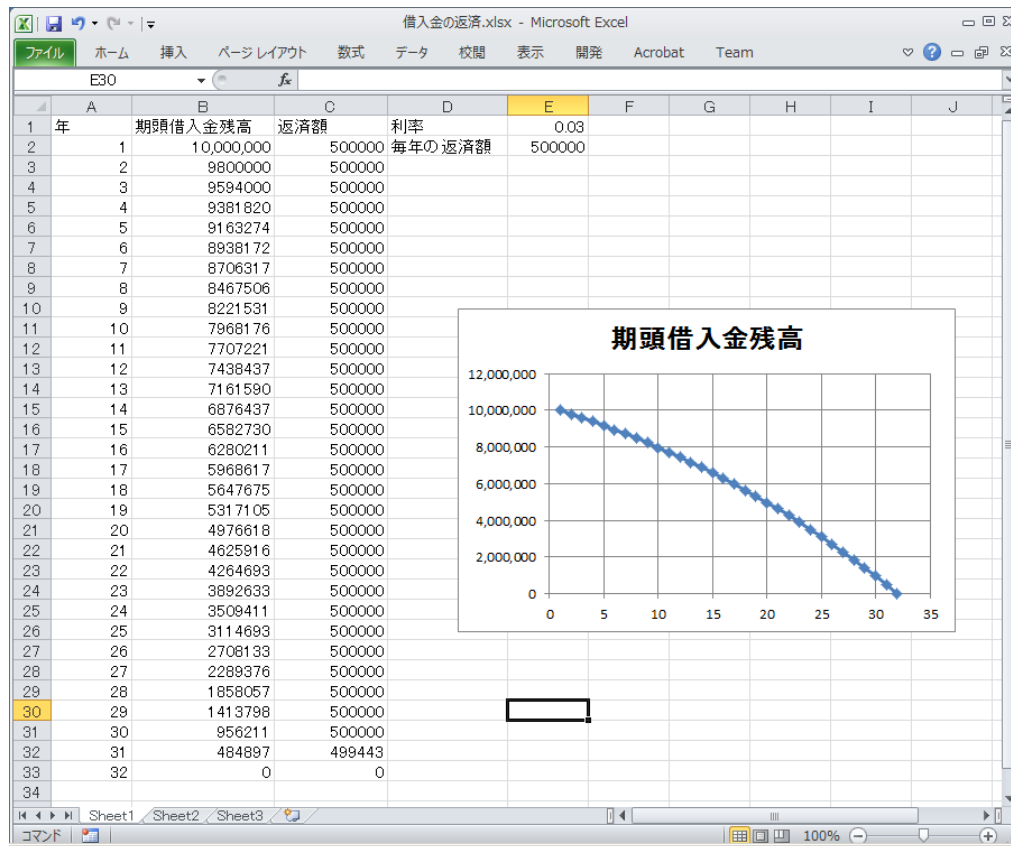 借入金の返済.xlsx - Microsoft Excel
ファイル ホーム 挿入 ページ レイアウト 数式 データ 校閲 表示 開発 Acrobat Team
E30 fx
A B C D E F G H I J
1 年 期頭借入金残高 返済額 利率 0.03
2 1 10,000,000 500000 毎年の返済額 500000
3 2 9800000 500000
4 3 9594000 500000
5 4 9381820 500000
6 5 9163274 500000
7 6 8938172 500000
8 7 8706317 500000
9 8 8467506 500000
10 9 8221531 500000
11 10 7968176 500000
12 11 7707221 500000
13 12 7438437 500000
14 13 7161590 500000
15 14 6876437 500000
16 15 6582730 500000
17 16 6280211 500000
18 17 5968617 500000
19 18 5647675 500000
20 19 5317105 500000
21 20 4976618 500000
22 21 4625916 500000
23 22 4264693 500000
24 23 3892633 500000
25 24 3509411 500000
26 25 3114693 500000
27 26 2708133 500000
28 27 2289376 500000
29 28 1858057 500000
30 29 1413798 500000
31 30 956211 500000
32 31 484897 499443
33 32 0 0
34
期頭借入金残高
12,000,000
10,000,000
8,000,000
6,000,000
4,000,000
2,000,000
0
0 5 10 15 20 25 30 35
Sheet1 Sheet2 Sheet3
コマンド 100%